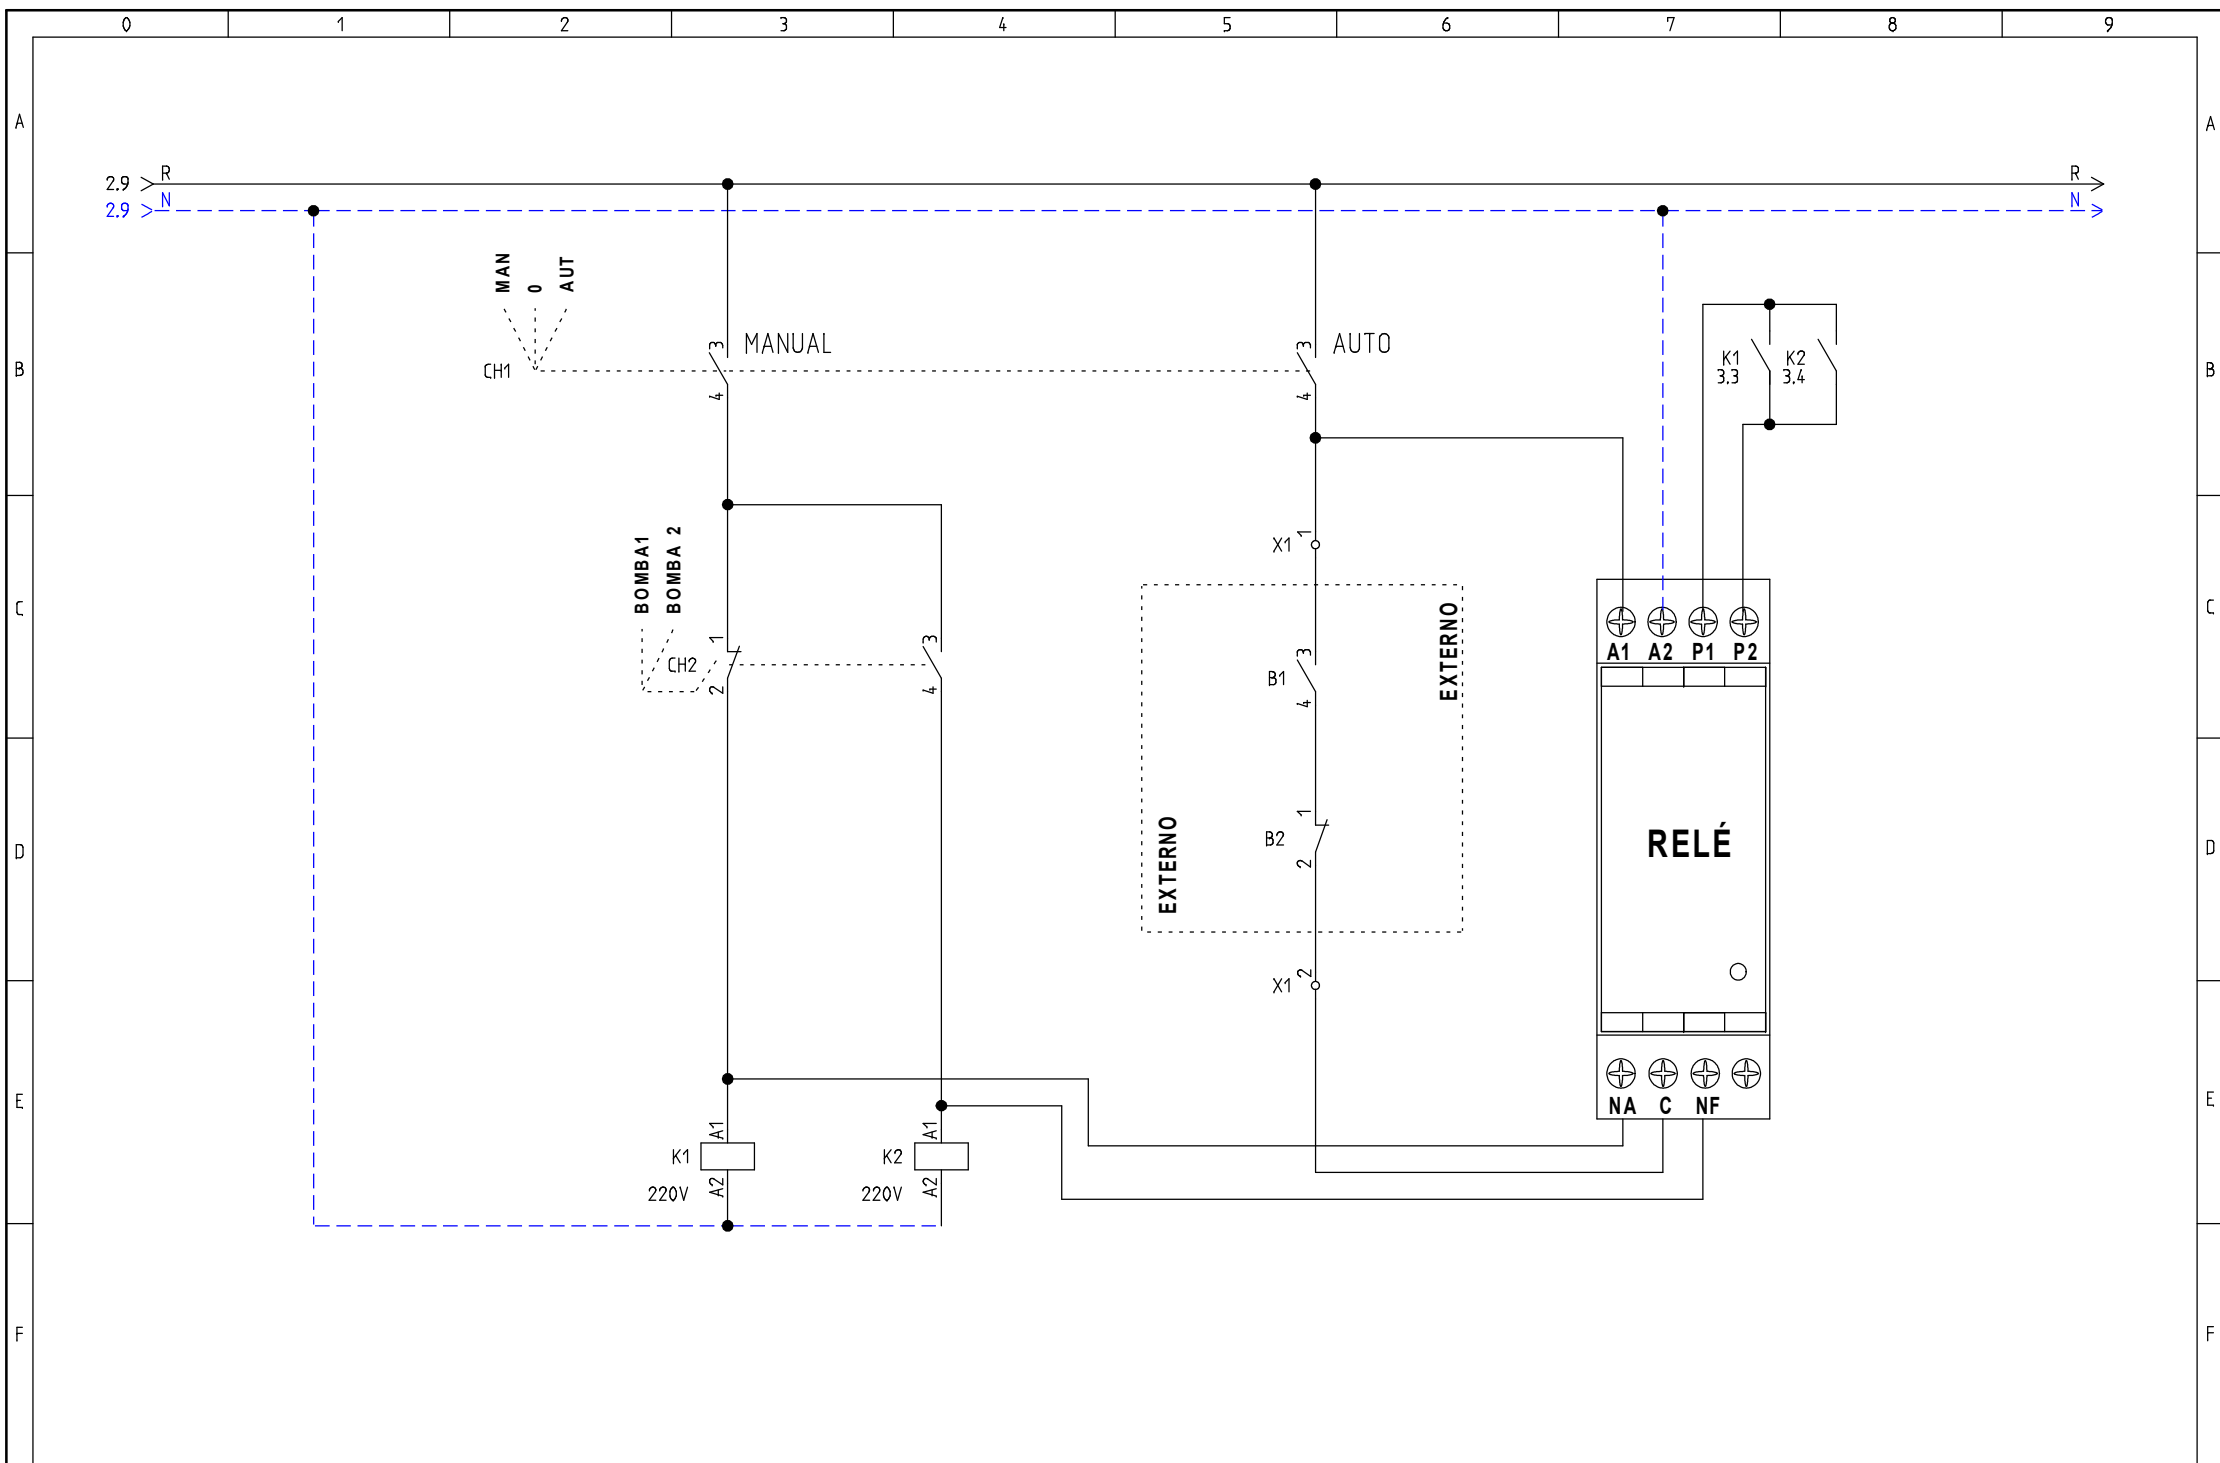 0 1 2 3 4 5 6 7 8 9
A A
R R
2.9
N N
2.9
MAN
0
AUT
3 MANUAL
3 AUTO
K1 K2
3.3 3.4
B B
CH1
4
4
BOMBA1
BOMBA 2
X1 1
C C
EXTERNO
1
3
3
CH2
B1
A1 A2 P1 P2
2
4
4
1
B2
2
RELÉ
D D
EXTERNO
X1 2
E E
NA C NF
A1
A1
K1
K2
220V A2
220V A2
F F